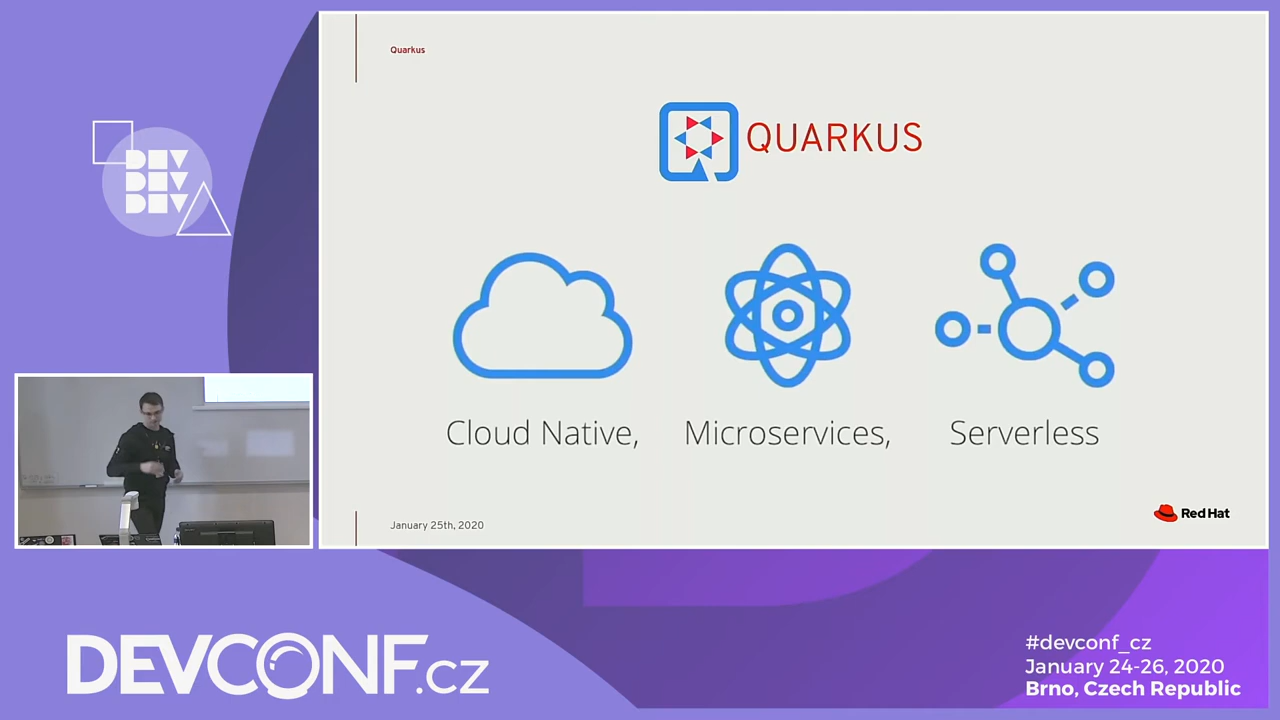 Quarkus
QUARKUS
Cloud Native,
Microservices,
Serverless
January 25th, 2020
Red Hat
DEV
DEV
DEV
DEVCONF.cz
#devconf_cz
January 24-26, 2020
Brno, Czech Republic